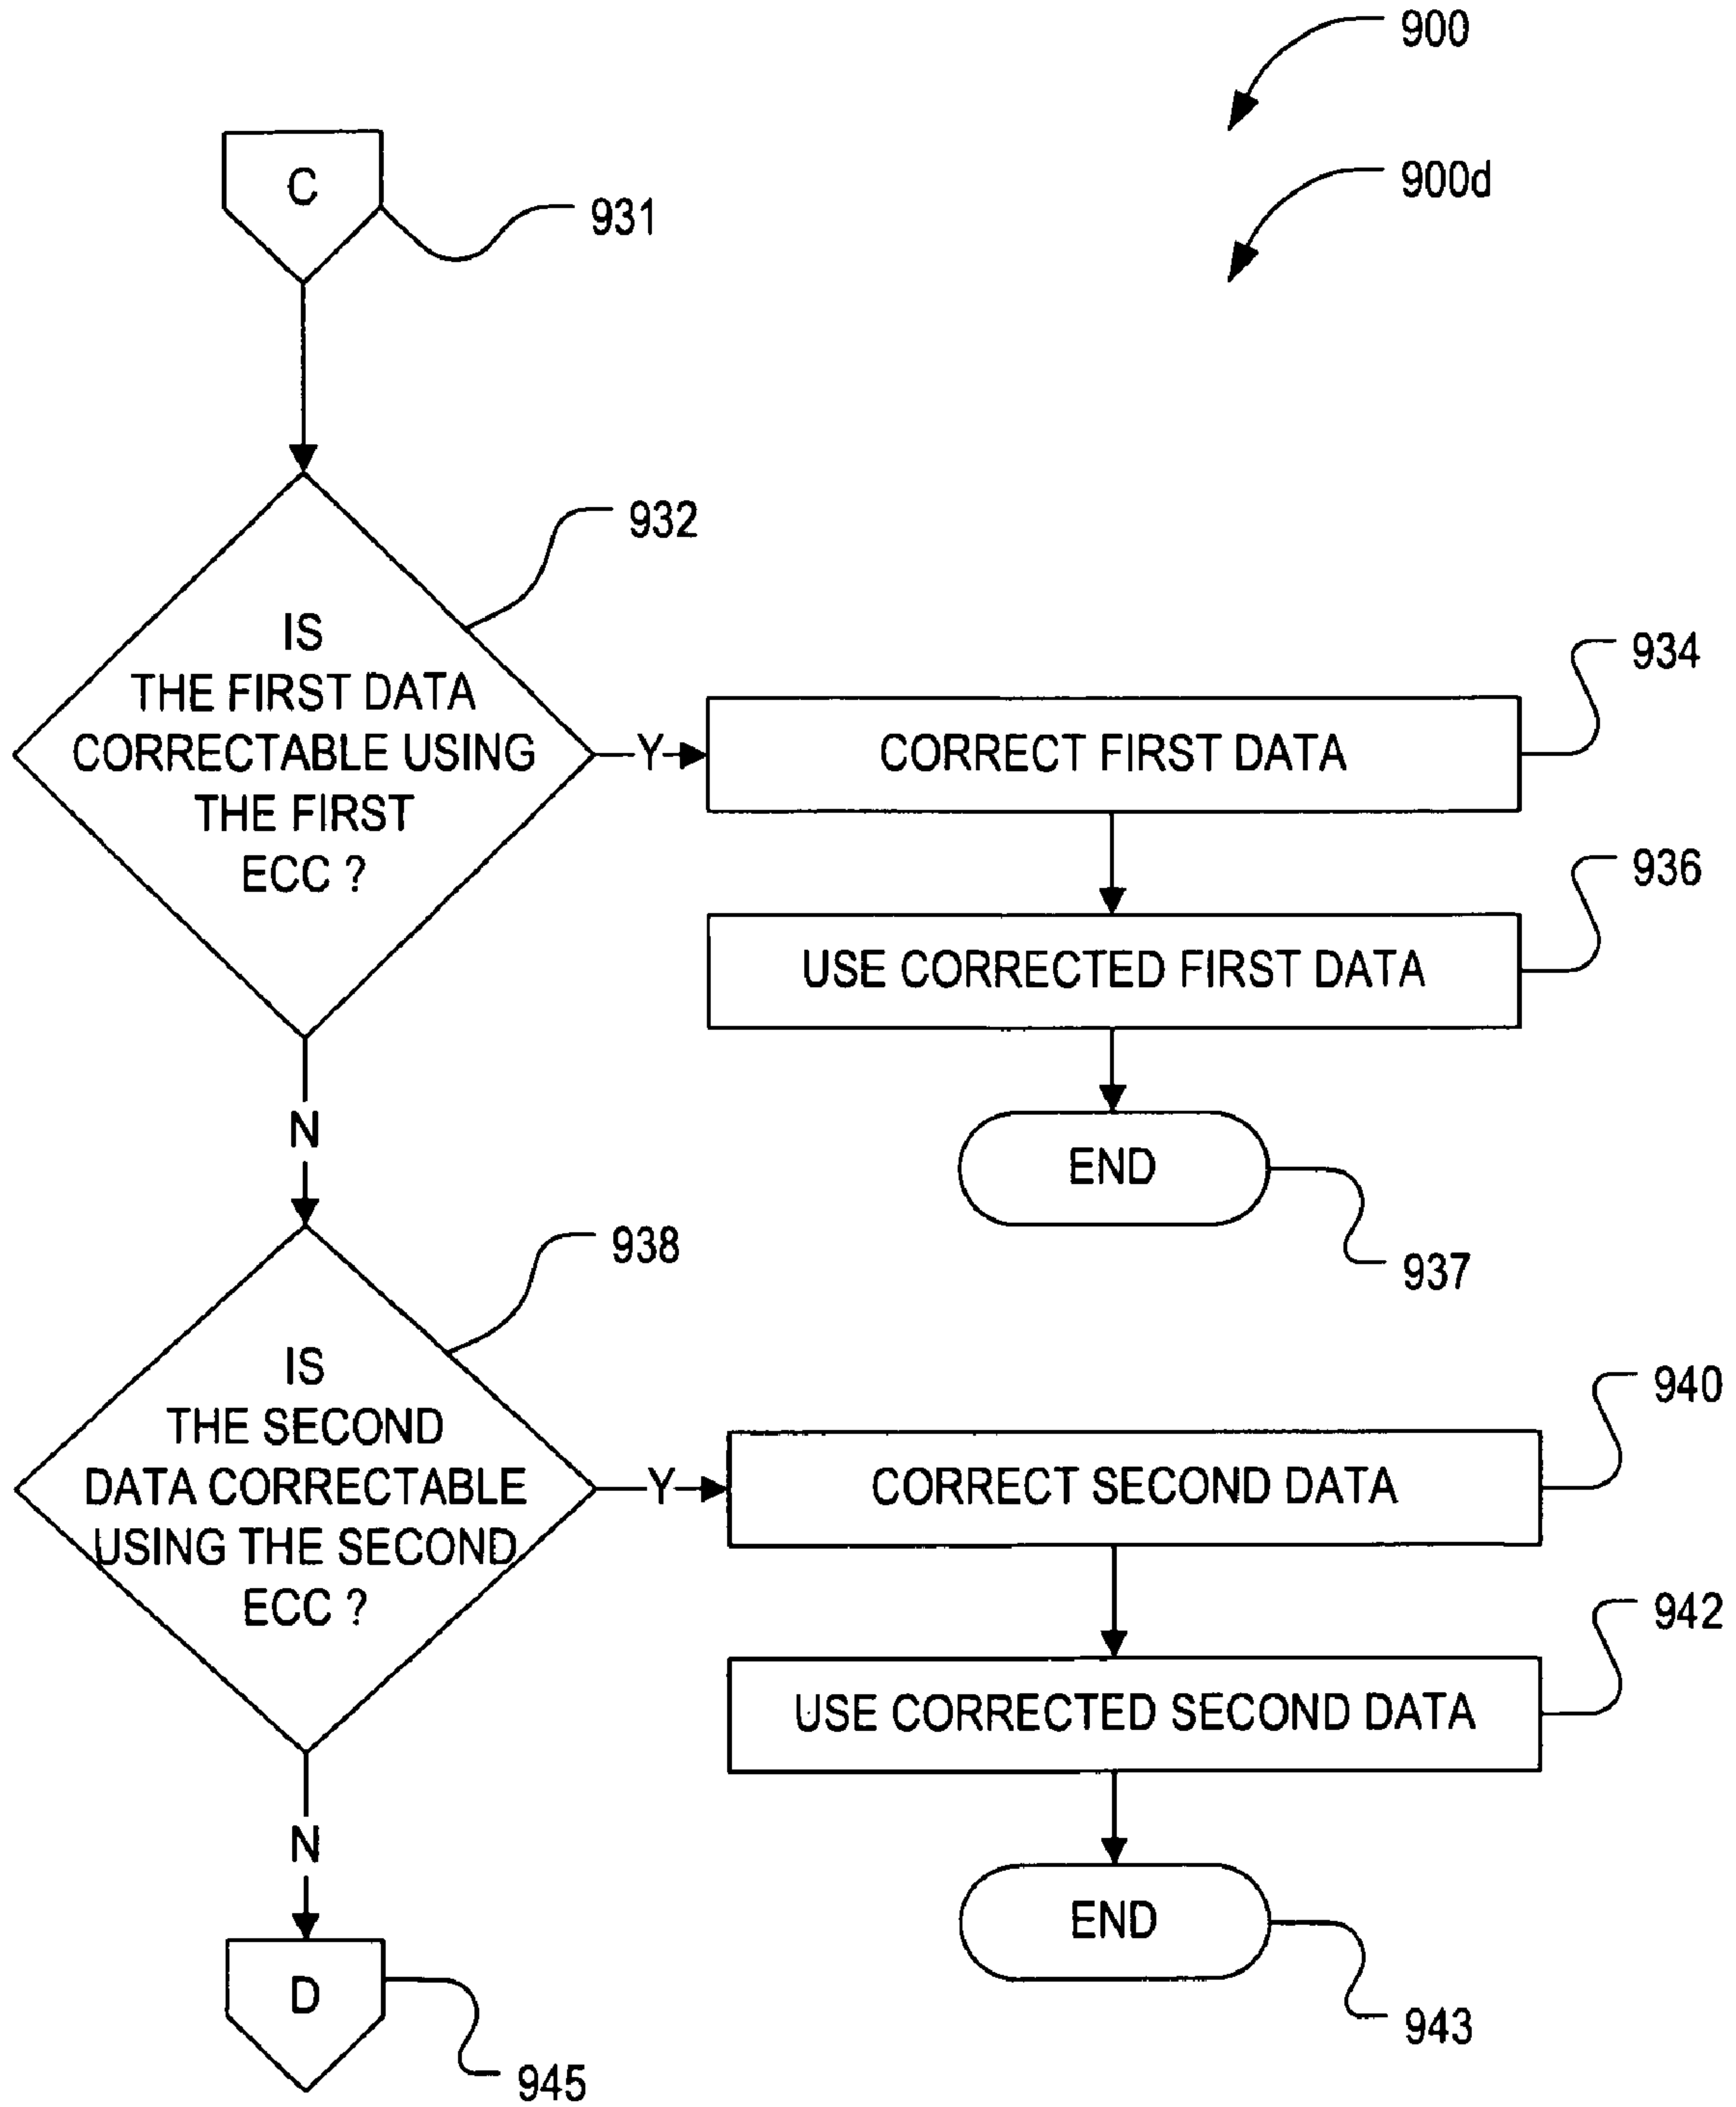 900
900d
C
931
932
IS
THE FIRST DATA
CORRECTABLE USING
THE FIRST
ECC ?
Y
934
CORRECT FIRST DATA
936
USE CORRECTED FIRST DATA
END
937
N
938
IS
THE SECOND
DATA CORRECTABLE
USING THE SECOND
ECC ?
Y
940
CORRECT SECOND DATA
942
USE CORRECTED SECOND DATA
END
943
N
D
945